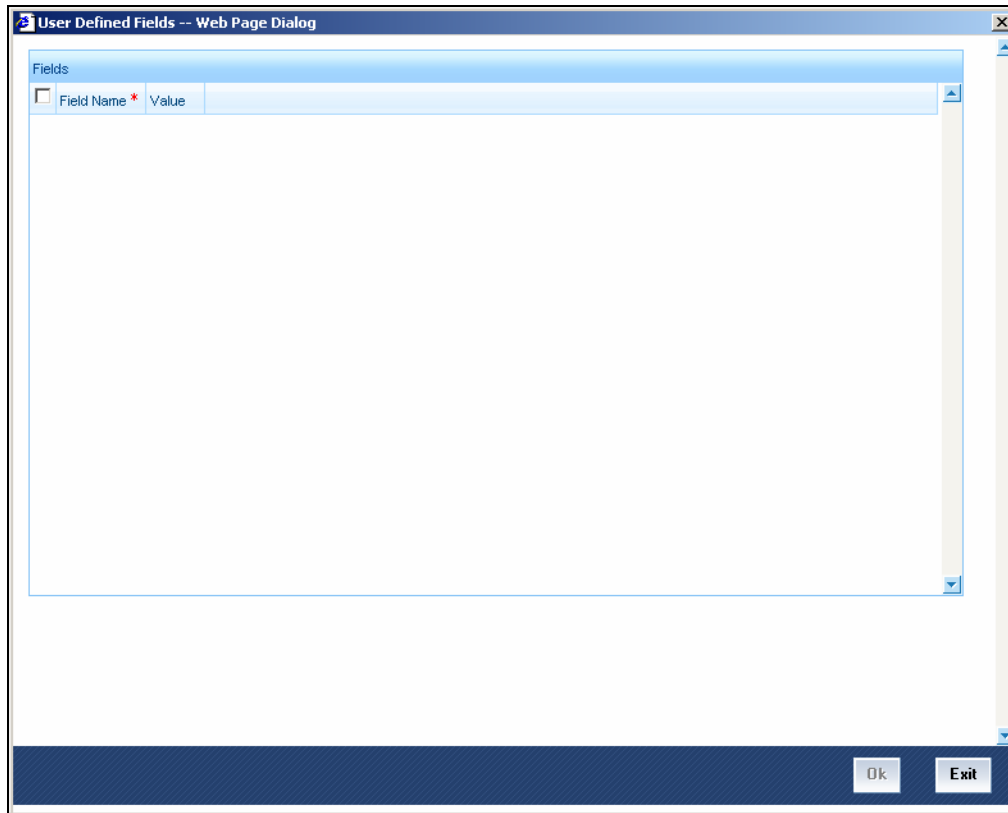 User Defined Fields -- Web Page Dialog
Fields
Field Name * Value
Ok Exit